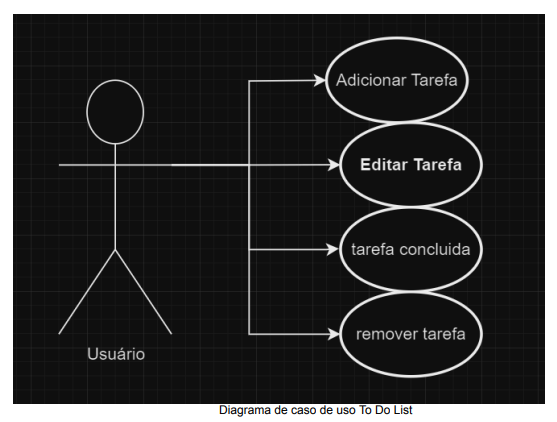 Adicionar Tarefa
Editar Tarefa
tarefa concluida
remover tarefa
Usuário
Diagrama de caso de uso To Do List